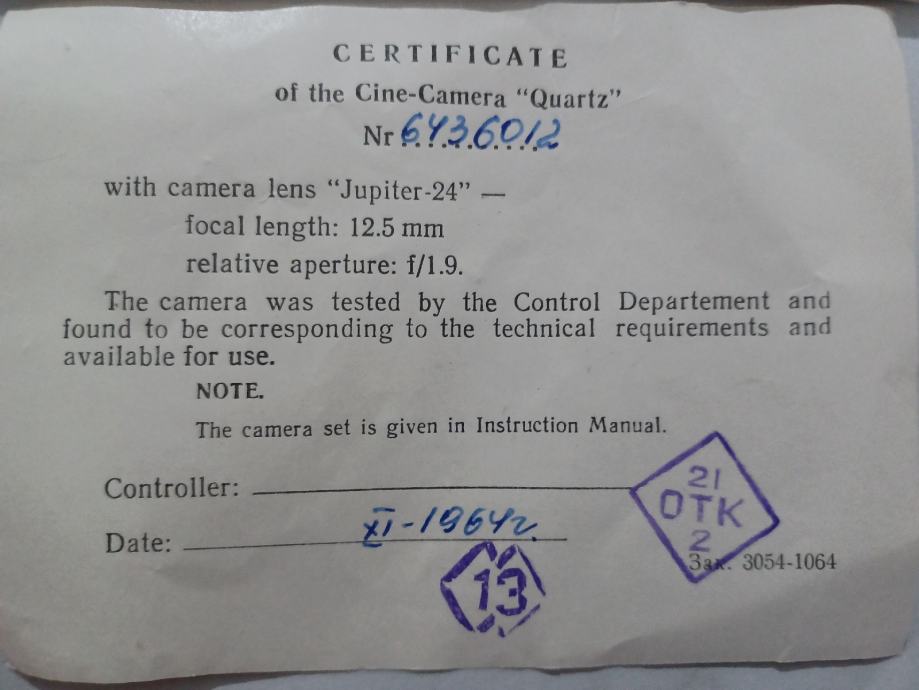 CERTIFICATE
of the Cine-Camera “Quartz”
Nr 6436012
with camera lens “Jupiter-24” —
focal length: 12.5 mm
relative aperture: f/1.9.
The camera was tested by the Control Departement and
found to be corresponding to the technical requirements and
available for use.
NOTE.
The camera set is given in Instruction Manual.
Controller:
21
ОТК
2
Date: XI-1964г.
Зак. 3054-1064
13